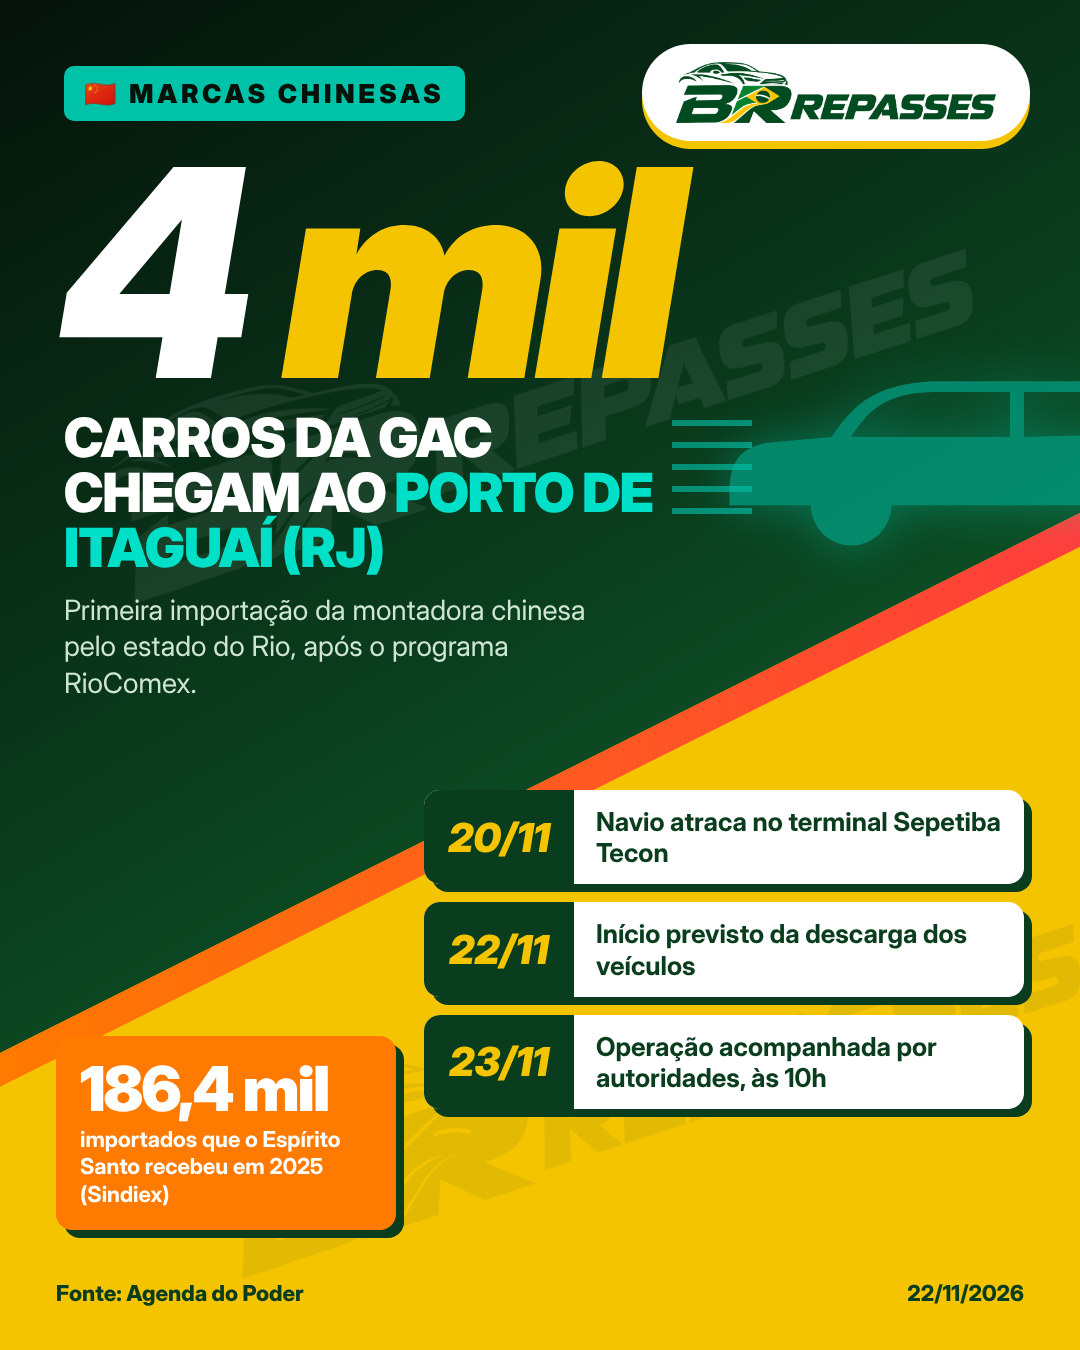 🇨🇳 MARCAS CHINESAS
BR REPASSES
4 mil
CARROS DA GAC
CHEGAM AO PORTO DE
ITAGUAÍ (RJ)
Primeira importação da montadora chinesa
pelo estado do Rio, após o programa
RioComex.
20/11
Navio atraca no terminal Sepetiba
Tecon
22/11
Início previsto da descarga dos
veículos
23/11
Operação acompanhada por
autoridades, às 10h
186,4 mil
importados que o Espírito
Santo recebeu em 2025
(Sindiex)
Fonte: Agenda do Poder
22/11/2026